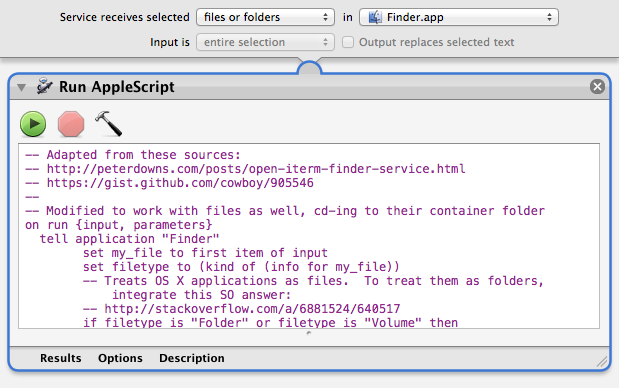 Service receives selected files or folders in Finder.app
Input is entire selection Output replaces selected text
Run AppleScript
-- Adapted from these sources:
-- http://peterdowns.com/posts/open-iterm-finder-service.html
-- https://gist.github.com/cowboy/905546
--
-- Modified to work with files as well, cd-ing to their container folder
on run {input, parameters}
tell application "Finder"
set my_file to first item of input
set filetype to (kind of (info for my_file))
-- Treats OS X applications as files.  To treat them as folders,
integrate this SO answer:
-- http://stackoverflow.com/a/6881524/640517
if filetype is "Folder" or filetype is "Volume" then
Results Options Description